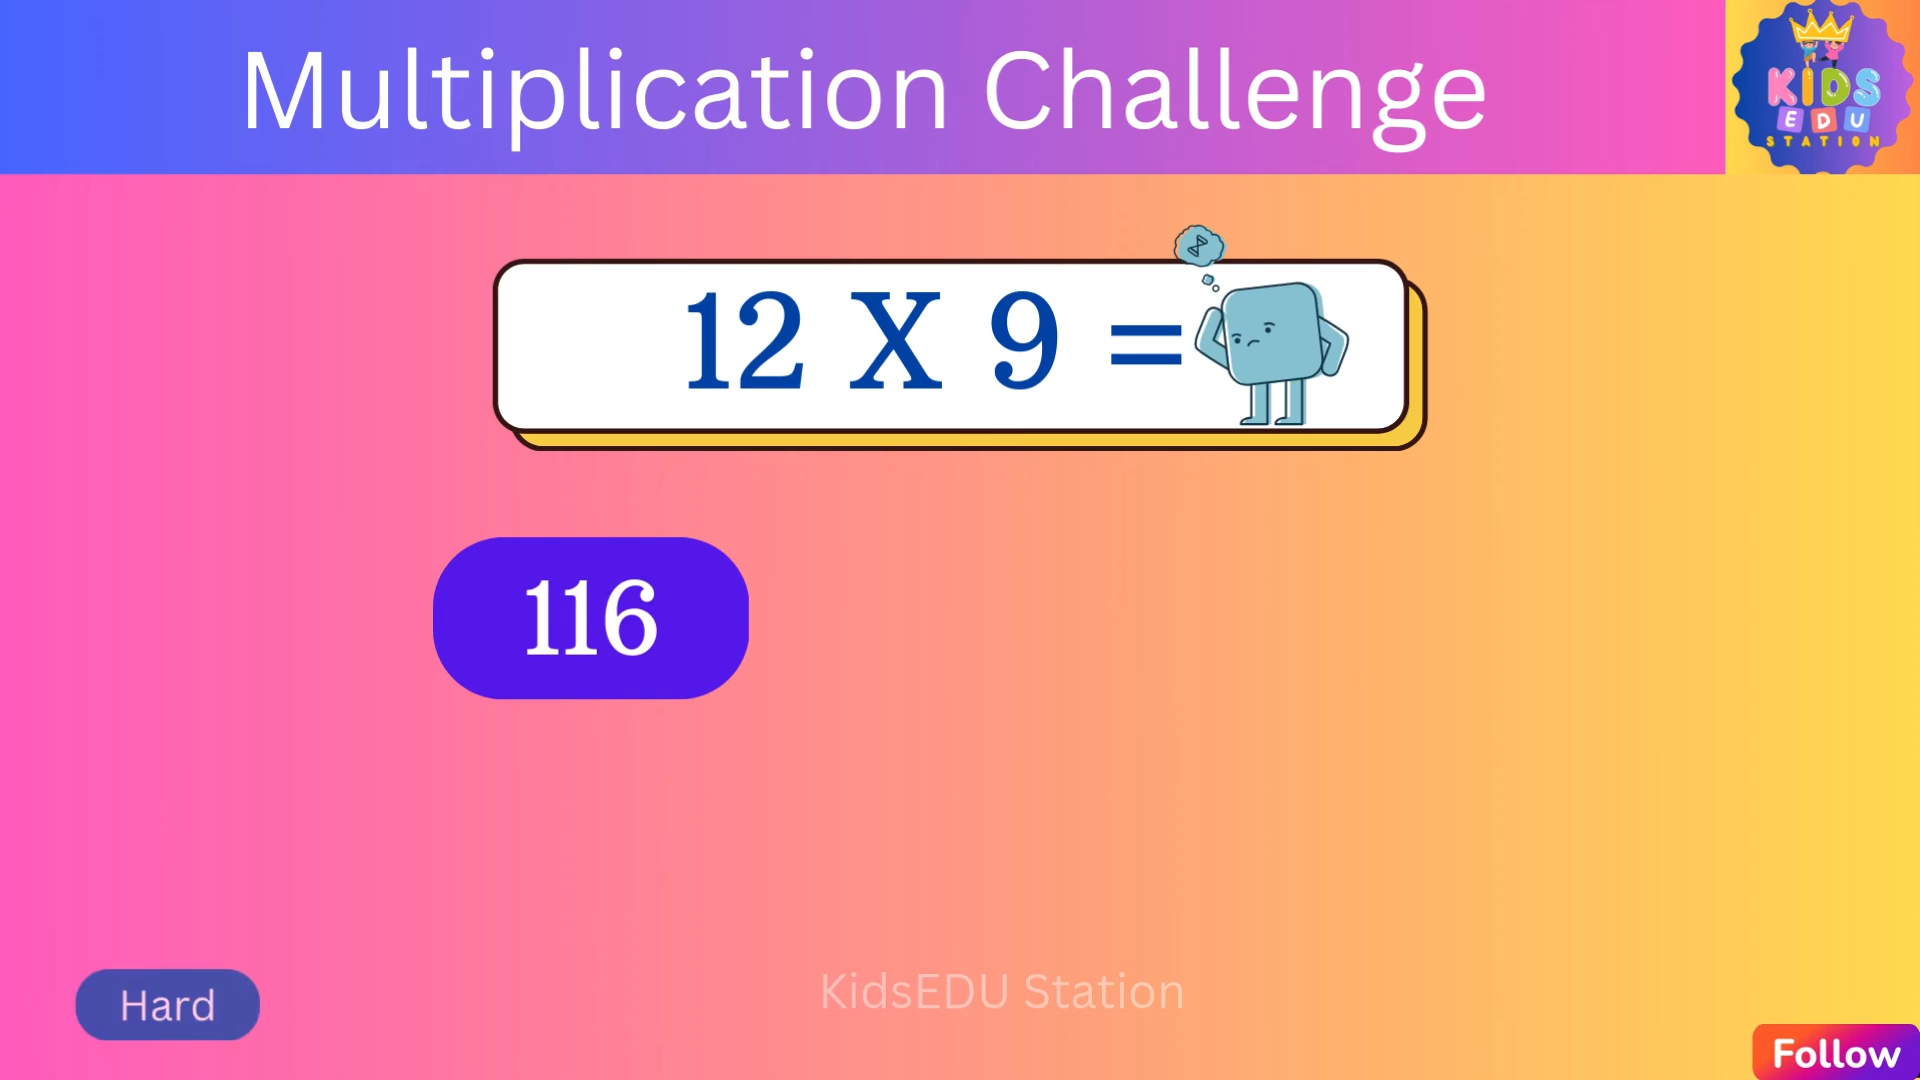 Multiplication Challenge
KIDS
EDU
STATION
12 X 9 =
116
Hard
KidsEDU Station
Follow